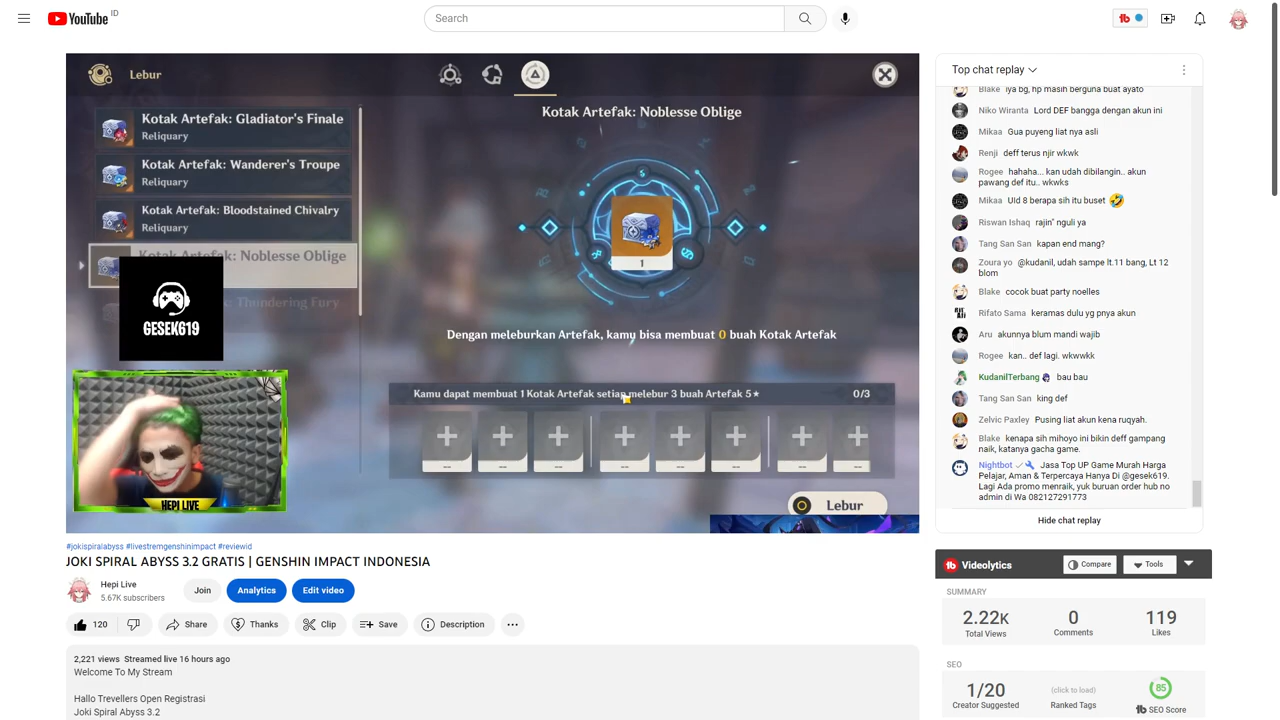 YouTube ID
Search
Lebur
Kotak Artefak: Gladiator's Finale
Reliquary
Kotak Artefak: Wanderer's Troupe
Reliquary
Kotak Artefak: Bloodstained Chivalry
Reliquary
Kotak Artefak: Noblesse Oblige
Thundering Fury
GESEK619
HEPI LIVE
Kotak Artefak: Noblesse Oblige
1
Dengan meleburkan Artefak, kamu bisa membuat 0 buah Kotak Artefak
Kamu dapat membuat 1 Kotak Artefak setiap melebur 3 buah Artefak 5★ 0/3
Lebur
#jokispiralabyss #livestremgenshinimpact #reviewid
JOKI SPIRAL ABYSS 3.2 GRATIS | GENSHIN IMPACT INDONESIA
Hepi Live
5.67K subscribers
Join
Analytics
Edit video
120
Share
Thanks
Clip
Save
Description
2,221 views Streamed live 16 hours ago
Welcome To My Stream
Hallo Trevellers Open Registrasi
Joki Spiral Abyss 3.2
tb
Top chat replay
Blake iya bg, hp masih berguna buat ayato
Niko Wiranta Lord DEF bangga dengan akun ini
Mikaa Gua puyeng liat nya asli
Renji deff terus njir wkwk
Rogee hahaha... kan udah dibilangin.. akun
pawang def itu.. wkwks
Mikaa UId 8 berapa sih itu buset 🤣
Riswan Ishaq rajin" nguli ya
Tang San San kapan end mang?
Zoura yo @kudanil, udah sampe lt.11 bang, Lt 12
blom
Blake cocok buat party noelles
Rifato Sama keramas dulu yg pnya akun
Aru akunnya blum mandi wajib
Rogee kan.. def lagi. wkwwkk
KudanilTerbang bau bau
Tang San San king def
Zelvic Paxley Pusing liat akun kena ruqyah.
Blake kenapa sih mihoyo ini bikin deff gampang
naik, katanya gacha game.
Nightbot Jasa Top UP Game Murah Harga
Pelajar, Aman & Terpercaya Hanya Di @gesek619.
Lagi Ada promo menraik, yuk buruan order hub no
admin di Wa 082127291773
Hide chat replay
tb Videolytics
Compare
Tools
SUMMARY
2.22K
Total Views
0
Comments
119
Likes
SEO
1/20
Creator Suggested
(click to load)
Ranked Tags
85
tb SEO Score